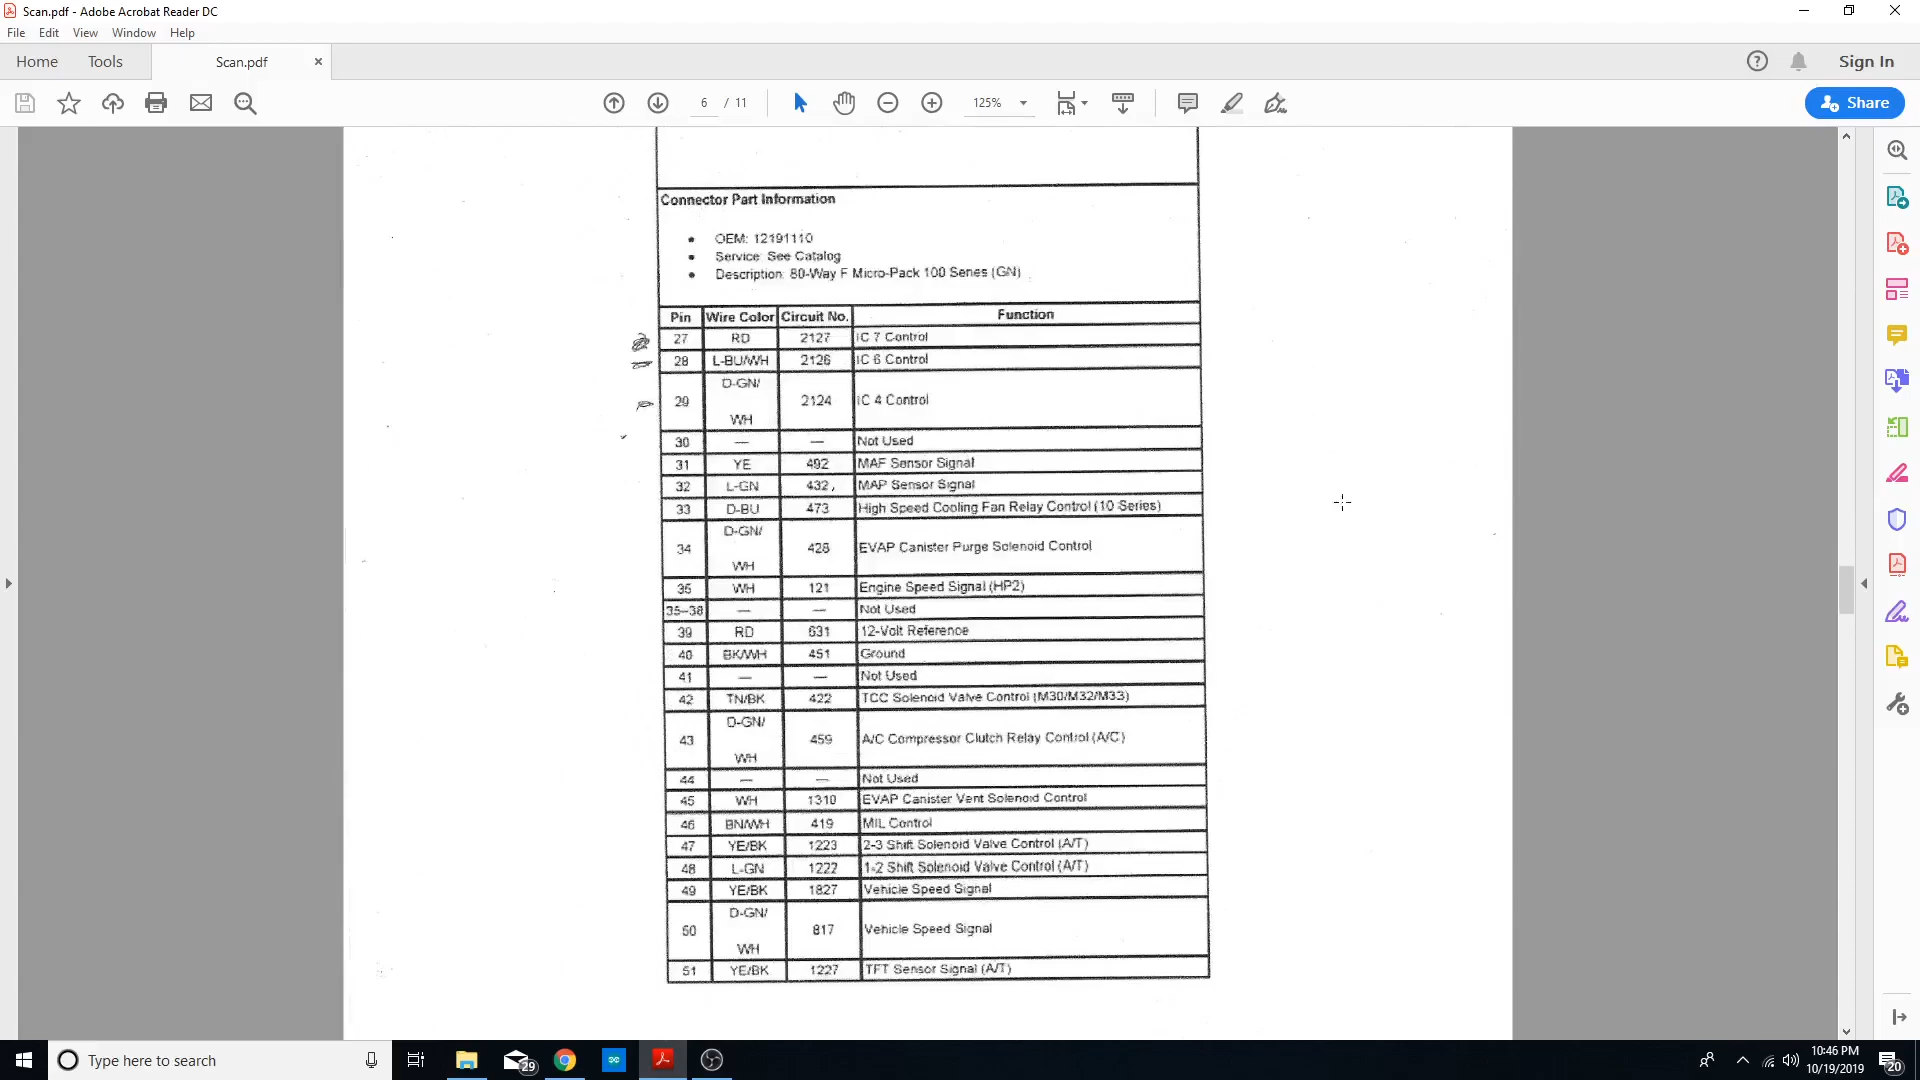 Scan.pdf - Adobe Acrobat Reader DC
File Edit View Window Help
Home Tools Scan.pdf × Sign In
6 / 11 125% Share
Connector Part Information
• OEM: 12191110
• Service: See Catalog
• Description: 80-Way F Micro-Pack 100 Series (GN)
Pin Wire Color Circuit No. Function
27 RD 2127 IC 7 Control
28 L-BU/WH 2126 IC 6 Control
29 D-GN/ WH 2124 IC 4 Control
30 — — Not Used
31 YE 492 MAF Sensor Signal
32 L-GN 432 MAP Sensor Signal
33 D-BU 473 High Speed Cooling Fan Relay Control (10 Series)
34 D-GN/ WH 428 EVAP Canister Purge Solenoid Control
35 WH 121 Engine Speed Signal (HP2)
35–38 — — Not Used
39 RD 631 12-Volt Reference
40 BK/WH 451 Ground
41 — — Not Used
42 TN/BK 422 TCC Solenoid Valve Control (M30/M32/M33)
43 D-GN/ WH 459 A/C Compressor Clutch Relay Control (A/C)
44 — — Not Used
45 WH 1310 EVAP Canister Vent Solenoid Control
46 BN/WH 419 MIL Control
47 YE/BK 1223 2-3 Shift Solenoid Valve Control (A/T)
48 L-GN 1222 1-2 Shift Solenoid Valve Control (A/T)
49 YE/BK 1827 Vehicle Speed Signal
50 D-GN/ WH 817 Vehicle Speed Signal
51 YE/BK 1227 TFT Sensor Signal (A/T)
Type here to search 29 10:46 PM
10/19/2019 20